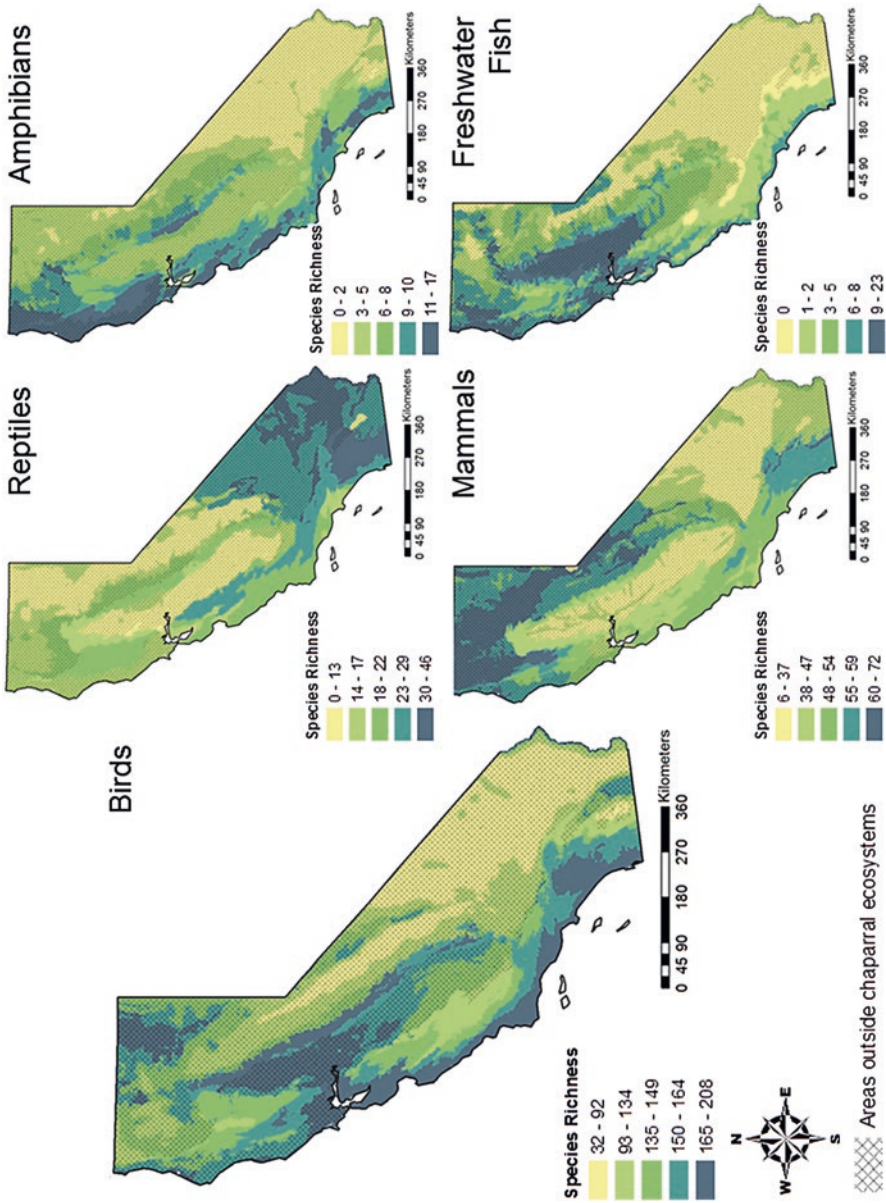 Birds
Species Richness
32 - 92
93 - 134
135 - 149
150 - 164
165 - 208
0 45 90 180 270 360
Kilometers
N
W E
S
Areas outside chaparral ecosystems
Reptiles
Species Richness
0 - 13
14 - 17
18 - 22
23 - 29
30 - 46
0 45 90 180 270 360
Kilometers
Amphibians
Species Richness
0 - 2
3 - 5
6 - 8
9 - 10
11 - 17
0 45 90 180 270 360
Kilometers
Mammals
Species Richness
6 - 37
38 - 47
48 - 54
55 - 59
60 - 72
0 45 90 180 270 360
Kilometers
Freshwater
Fish
Species Richness
0
1 - 2
3 - 5
6 - 8
9 - 23
0 45 90 180 270 360
Kilometers